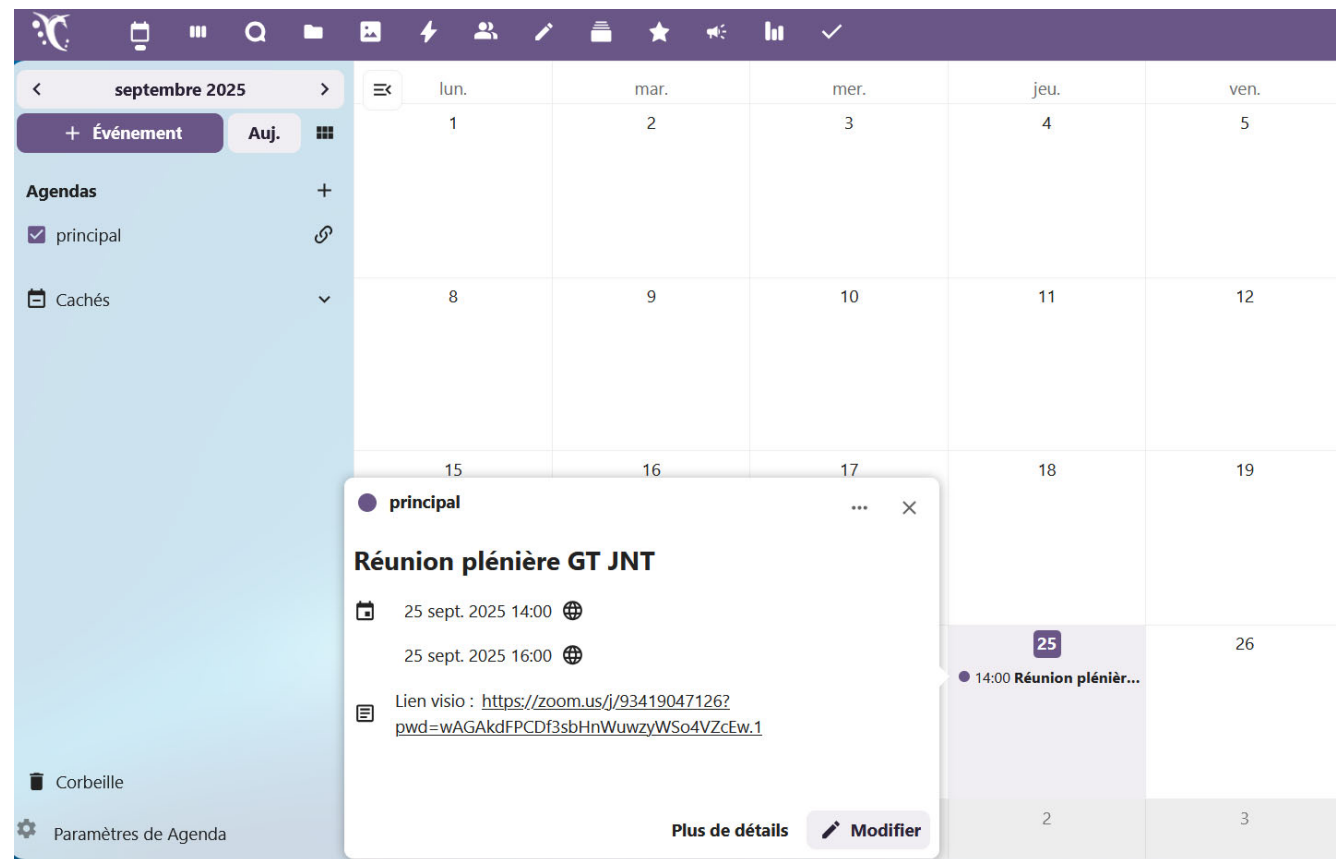 septembre 2025
lun. mar. mer. jeu. ven.
+ Événement Auj.
1 2 3 4 5
Agendas +
principal
Cachés
8 9 10 11 12
15 16 17 18 19
principal
Réunion plénière GT JNT
25 sept. 2025 14:00
25 sept. 2025 16:00
Lien visio : https://zoom.us/j/93419047126?
pwd=wAGAkdFPCDf3sbHnWuwzyWSo4VZcEw.1
Plus de détails Modifier
25 26
14:00 Réunion plénièr...
2 3
Corbeille
Paramètres de Agenda